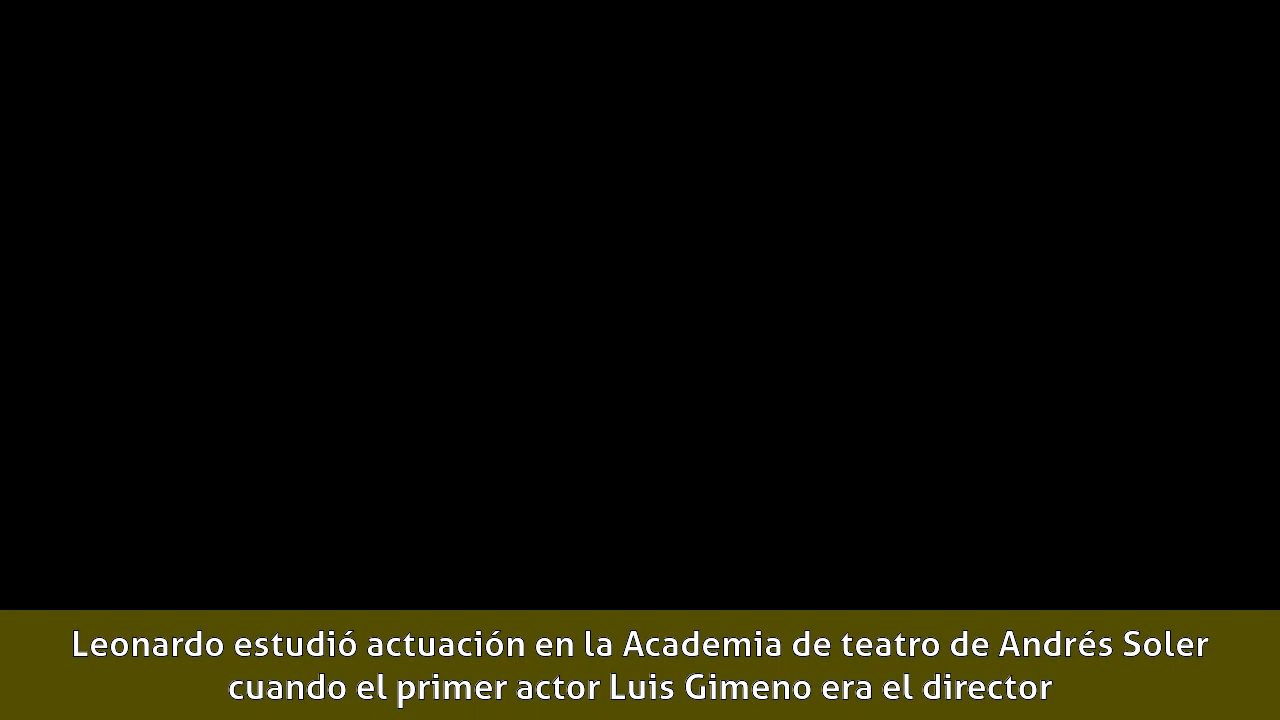 Leonardo estudió actuación en la Academia de teatro de Andrés Soler
cuando el primer actor Luis Gimeno era el director